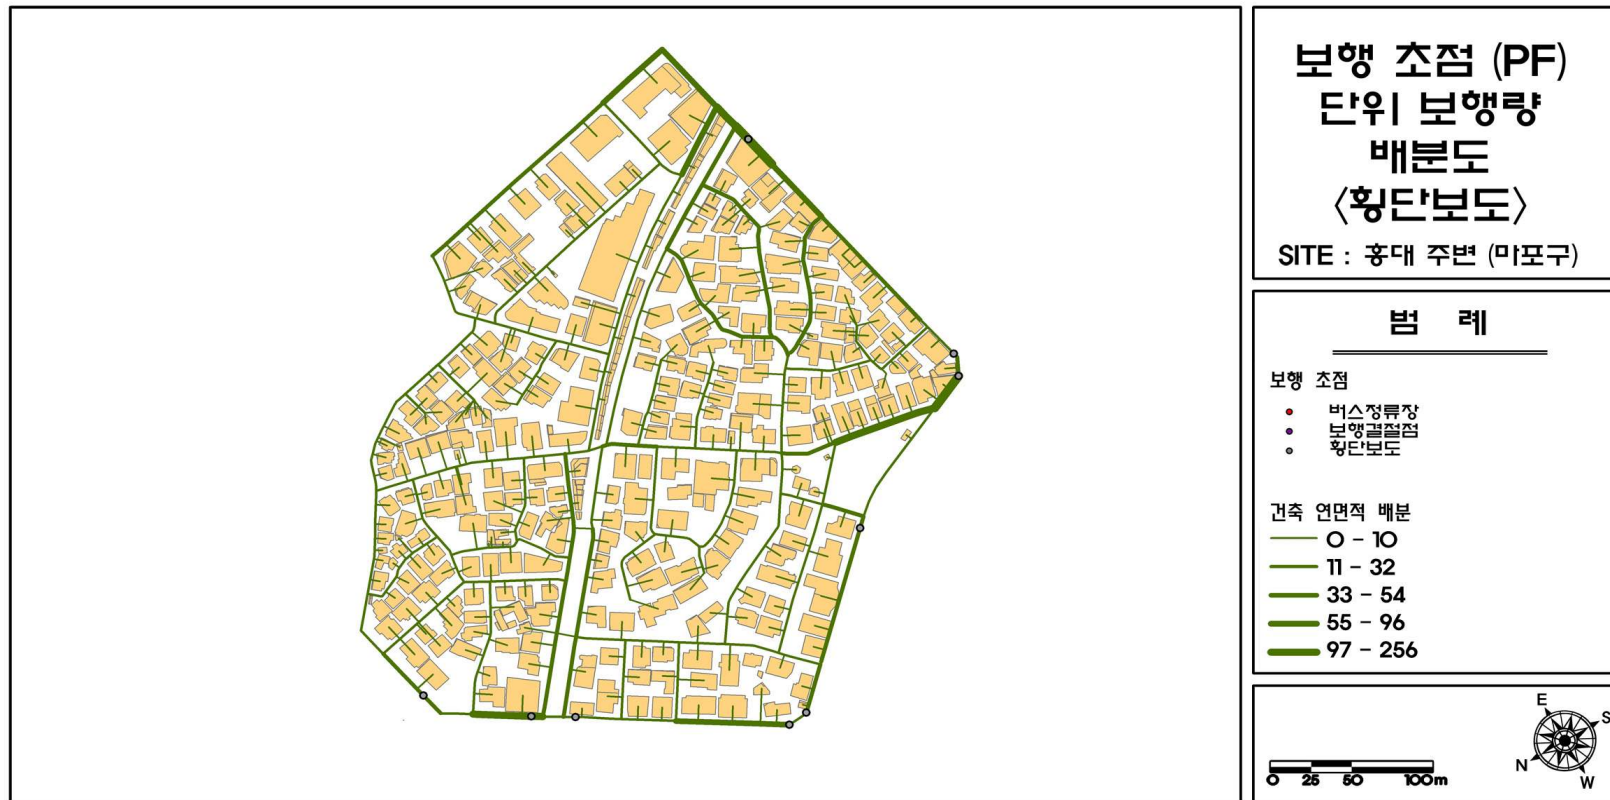 보행 초점 (PF)
단위 보행량
배분도
<횡단보도>
SITE : 홍대 주변 (마포구)
범 례
보행 초점
버스정류장
보행결절점
횡단보도
건축 연면적 배분
0 - 10
11 - 32
33 - 54
55 - 96
97 - 256
E
S
N
W
0 25 50 100m